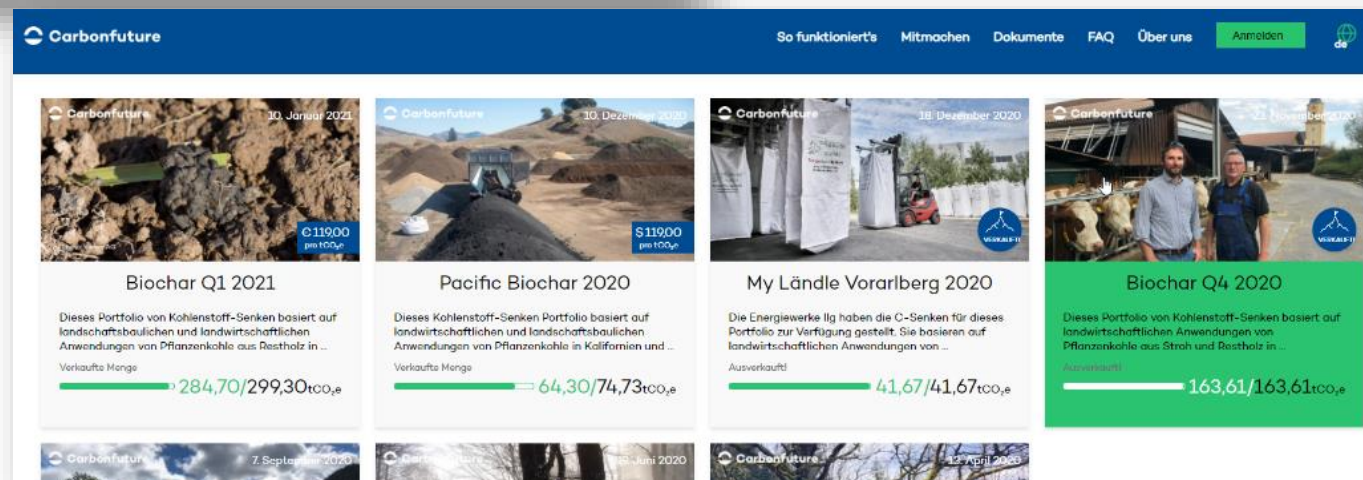 Carbonfuture
So funktioniert's Mitmachen Dokumente FAQ Über uns Anmelden de
Carbonfuture 10. Januar 2021
€ 119,00
pro tCO₂e
Biochar Q1 2021
Dieses Portfolio von Kohlenstoff-Senken basiert auf
landschaftsbaulichen und landwirtschaftlichen
Anwendungen von Pflanzenkohle aus Restholz in ...
Verkaufte Menge
284,70/299,30tCO₂e
Carbonfuture 10. Dezember 2020
$ 119,00
pro tCO₂e
Pacific Biochar 2020
Dieses Kohlenstoff-Senken Portfolio basiert auf
landwirtschaftlichen und landschaftsbaulichen
Anwendungen von Pflanzenkohle in Kalifornien und ...
Verkaufte Menge
64,30/74,73tCO₂e
Carbonfuture 18. Dezember 2020
VERKAUFT!
My Ländle Vorarlberg 2020
Die Energiewerke Ilg haben die C-Senken für dieses
Portfolio zur Verfügung gestellt. Sie basieren auf
landwirtschaftlichen Anwendungen von ...
Ausverkauft!
41,67/41,67tCO₂e
Carbonfuture 23. November 2020
VERKAUFT!
Biochar Q4 2020
Dieses Portfolio von Kohlenstoff-Senken basiert auf
landwirtschaftlichen Anwendungen von
Pflanzenkohle aus Stroh und Restholz in ...
Ausverkauft!
163,61/163,61tCO₂e
Carbonfuture 7. September 2020
Juni 2020
Carbonfuture 13. April 2020